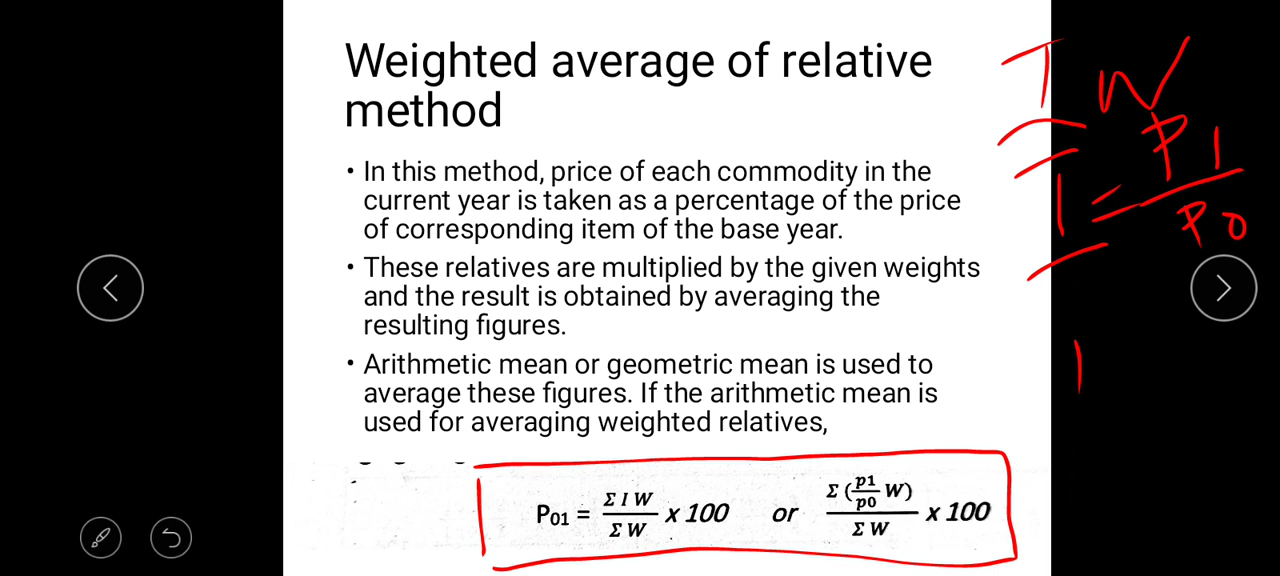 Weighted average of relative
method
• In this method, price of each commodity in the
current year is taken as a percentage of the price
of corresponding item of the base year.
• These relatives are multiplied by the given weights
and the result is obtained by averaging the
resulting figures.
• Arithmetic mean or geometric mean is used to
average these figures. If the arithmetic mean is
used for averaging weighted relatives,
P₀₁ = Σ I W / Σ W x 100 or Σ (p1/p0 W) / Σ W x 100
W
I = P1 / P0